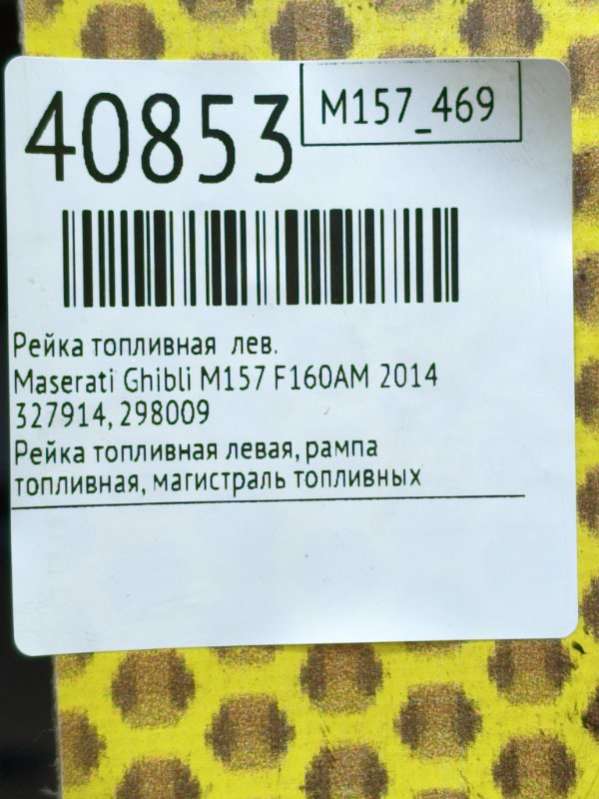 40853
M157_469
Рейка топливная лев.
Maserati Ghibli M157 F160AM 2014
327914, 298009
Рейка топливная левая, рампа
топливная, магистраль топливных